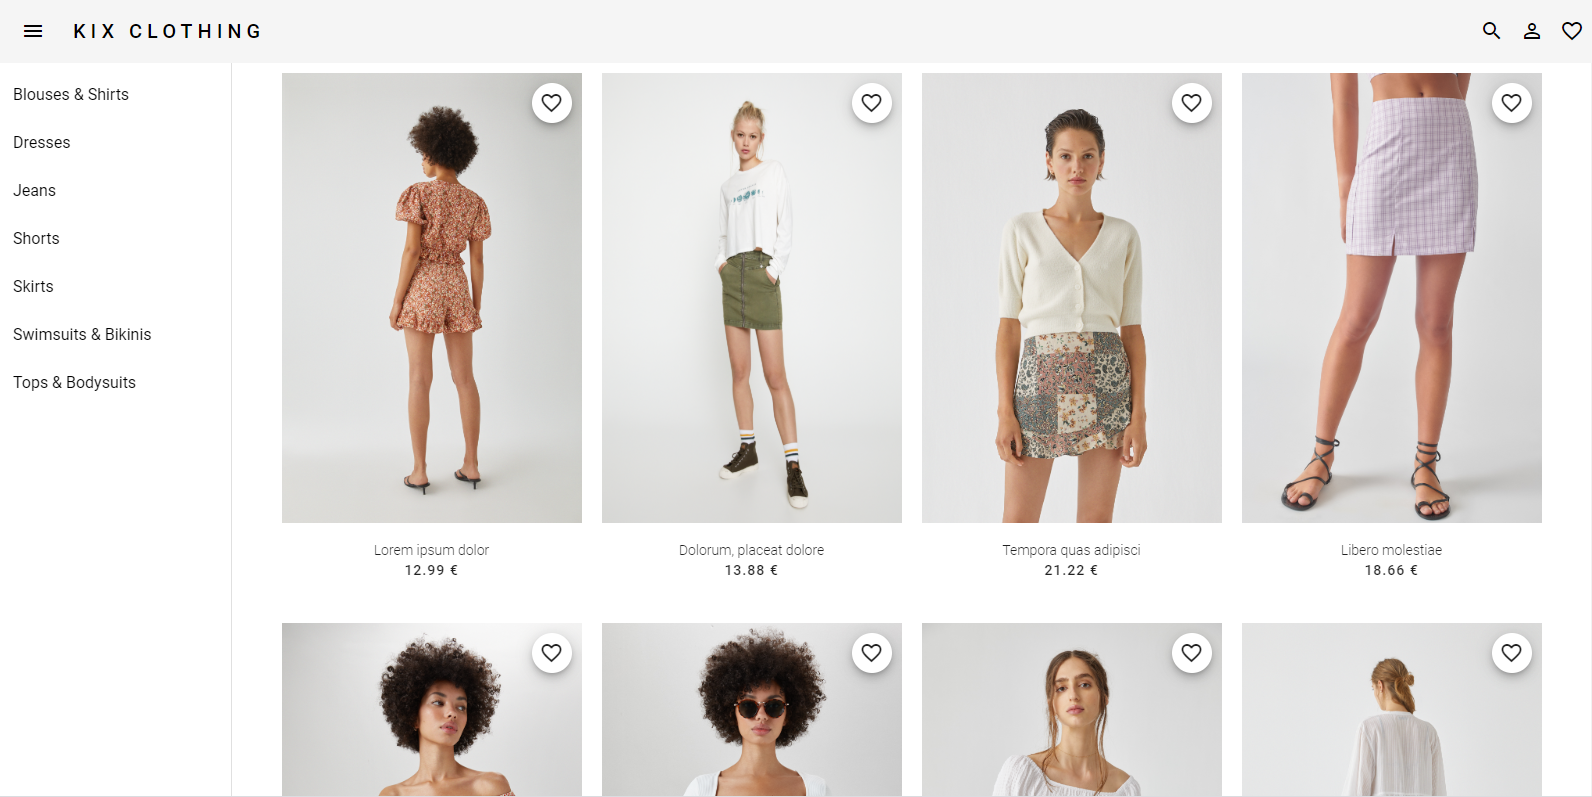 KIX CLOTHING
Blouses & Shirts
Dresses
Jeans
Shorts
Skirts
Swimsuits & Bikinis
Tops & Bodysuits
Lorem ipsum dolor
12.99 €
Dolorum, placeat dolore
13.88 €
Tempora quas adipisci
21.22 €
Libero molestiae
18.66 €